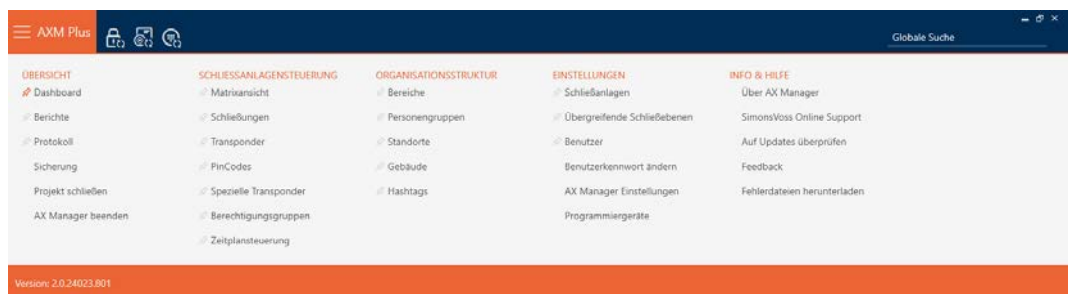 AXM Plus
Globale Suche
ÜBERSICHT
Dashboard
Berichte
Protokoll
Sicherung
Projekt schließen
AX Manager beenden
SCHLIESSANLAGENSTEUERUNG
Matrixansicht
Schließungen
Transponder
PinCodes
Spezielle Transponder
Berechtigungsgruppen
Zeitplansteuerung
ORGANISATIONSSTRUKTUR
Bereiche
Personengruppen
Standorte
Gebäude
Hashtags
EINSTELLUNGEN
Schließanlagen
Übergreifende Schließebenen
Benutzer
Benutzerkennwort ändern
AX Manager Einstellungen
Programmiergeräte
INFO & HILFE
Über AX Manager
SimonsVoss Online Support
Auf Updates überprüfen
Feedback
Fehlerdateien herunterladen
Version: 2.0.24023.801